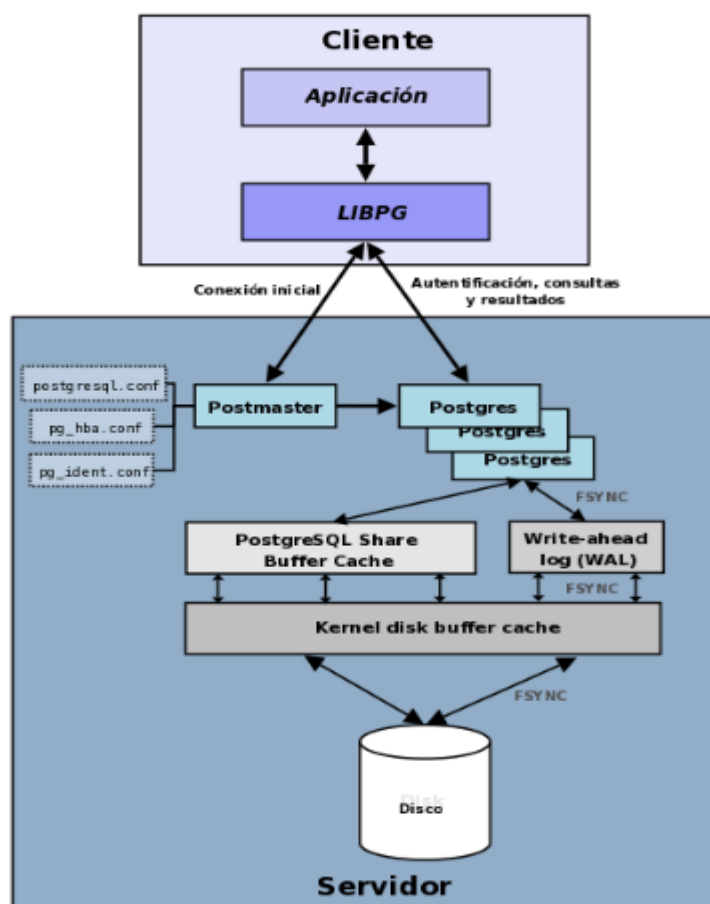 Cliente
Aplicación
LIBPG
Conexión inicial
Autentificación, consultas
y resultados
postgresql.conf
pg_hba.conf
pg_ident.conf
Postmaster
Postgres
Postgres
Postgres
FSYNC
PostgreSQL Share
Buffer Cache
Write-ahead
log (WAL)
FSYNC
Kernel disk buffer cache
FSYNC
Disk
Disco
Servidor